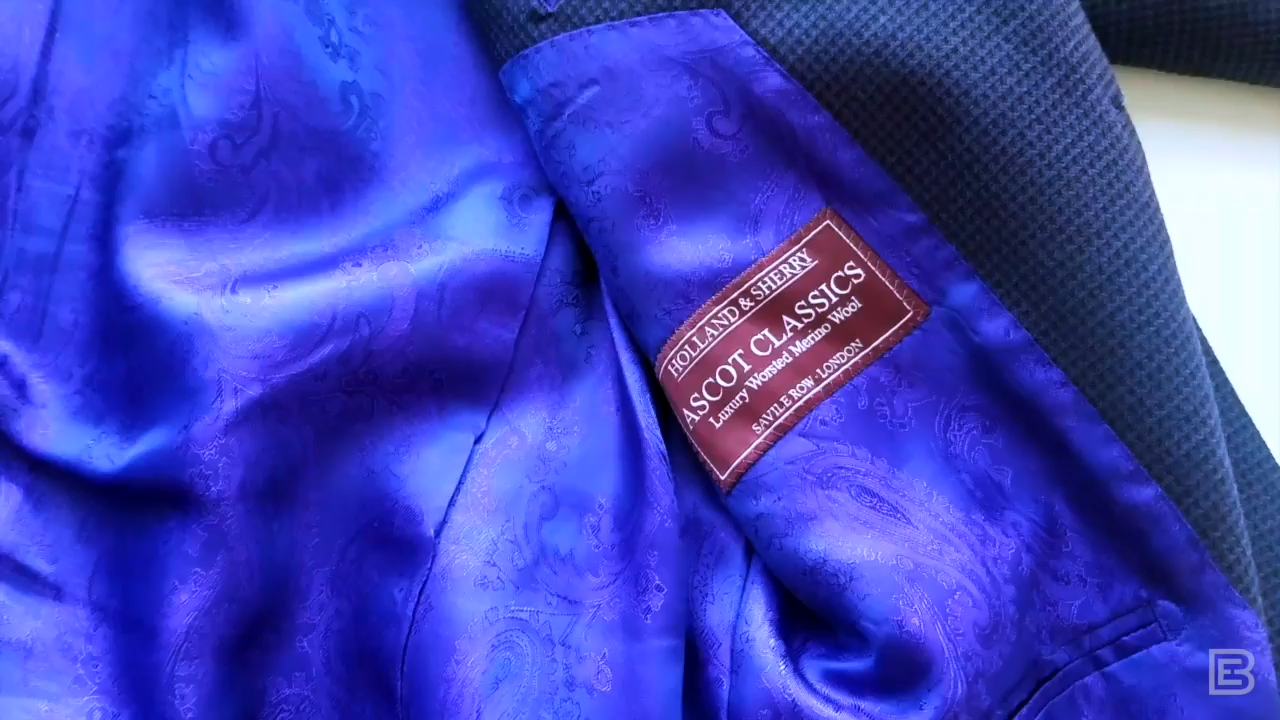 HOLLAND & SHERRY
ASCOT CLASSICS
Luxury Worsted Merino Wool
SAVILE ROW · LONDON